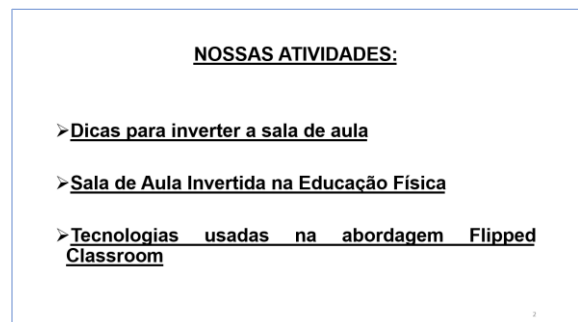 NOSSAS ATIVIDADES:
➢Dicas para inverter a sala de aula
➢Sala de Aula Invertida na Educação Física
➢Tecnologias usadas na abordagem Flipped
Classroom
2